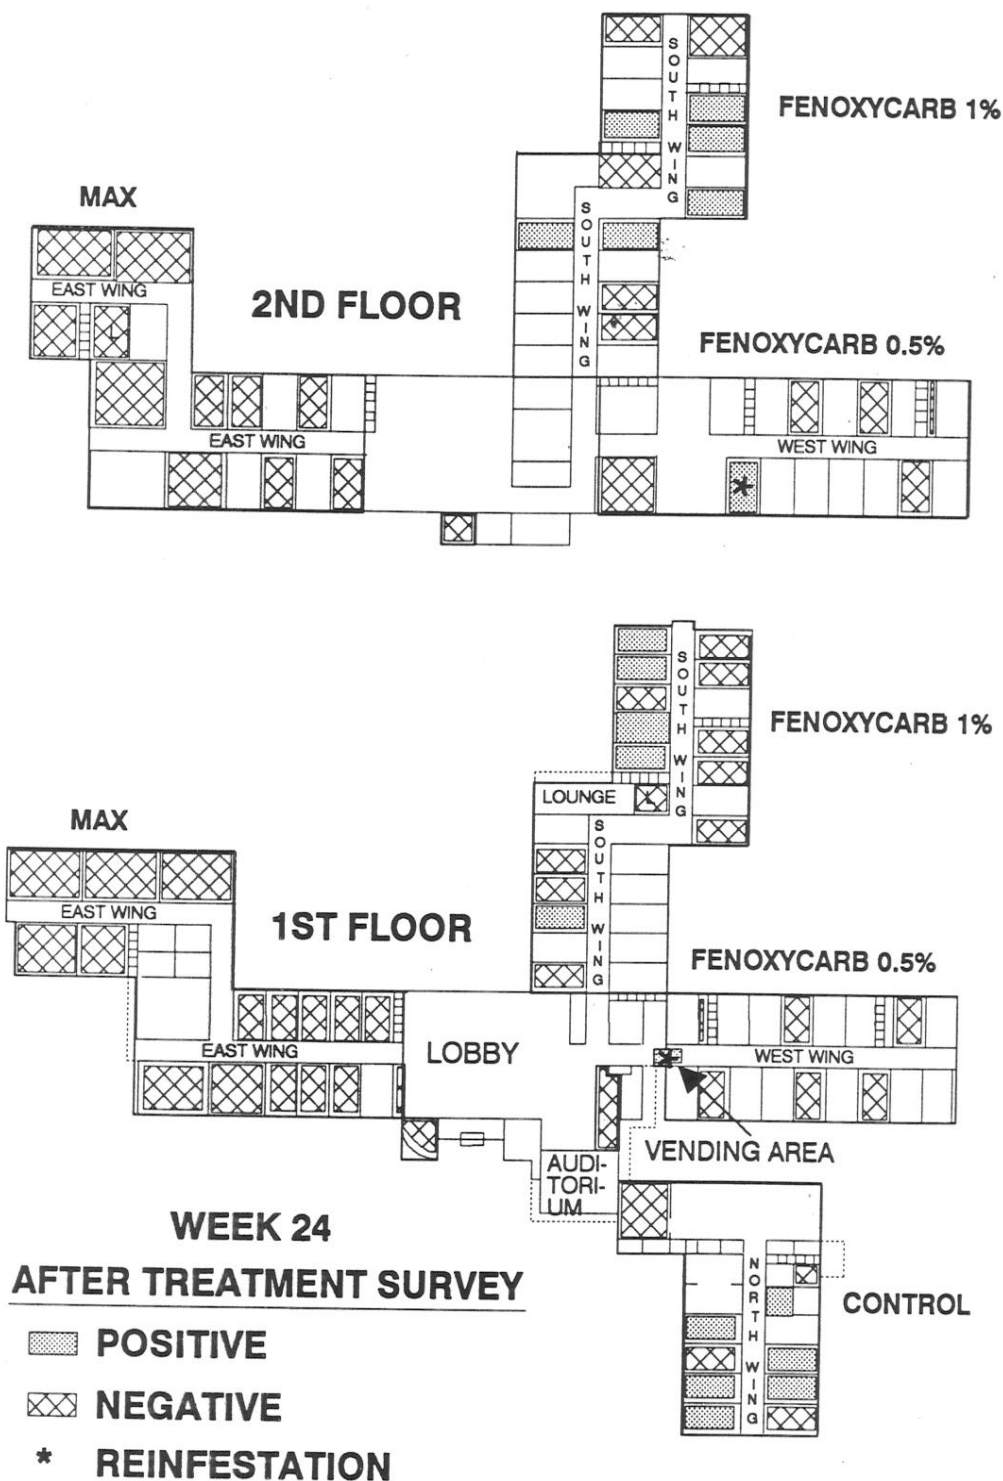 SOUTH WING
FENOXYCARB 1%
MAX
SOUTH WING
EAST WING
2ND FLOOR
FENOXYCARB 0.5%
EAST WING
WEST WING
SOUTH WING
FENOXYCARB 1%
LOUNGE
L
MAX
SOUTH WING
EAST WING
1ST FLOOR
FENOXYCARB 0.5%
EAST WING
LOBBY
WEST WING
VENDING AREA
AUDI-
TORI-
UM
WEEK 24
AFTER TREATMENT SURVEY
NORTH WING
CONTROL
POSITIVE
NEGATIVE
* REINFESTATION